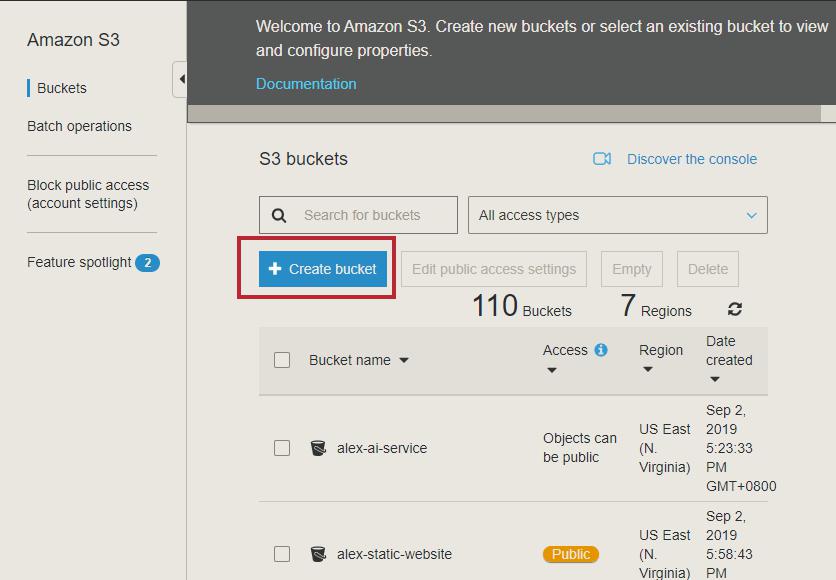 Amazon S3
Buckets
Batch operations
Block public access
(account settings)
Feature spotlight 2
Welcome to Amazon S3. Create new buckets or select an existing bucket to view
and configure properties.
Documentation
S3 buckets
Discover the console
Search for buckets
All access types
Create bucket
Edit public access settings
Empty
Delete
110 Buckets
7 Regions
Bucket name
Access
Region
Date
created
alex-ai-service
Objects can
be public
US East
(N.
Virginia)
Sep 2,
2019
5:23:33
PM
GMT+0800
alex-static-website
Public
US East
(N.
Virginia)
Sep 2,
2019
5:58:43
PM